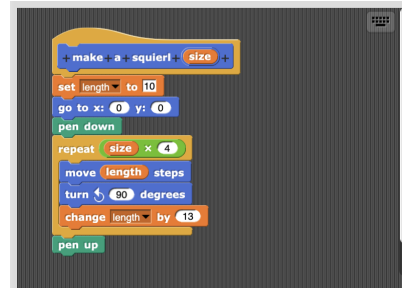 +make+a+squierl+ size +
set length to 10
go to x: 0 y: 0
pen down
repeat size × 4
move length steps
turn 90 degrees
change length by 13
pen up